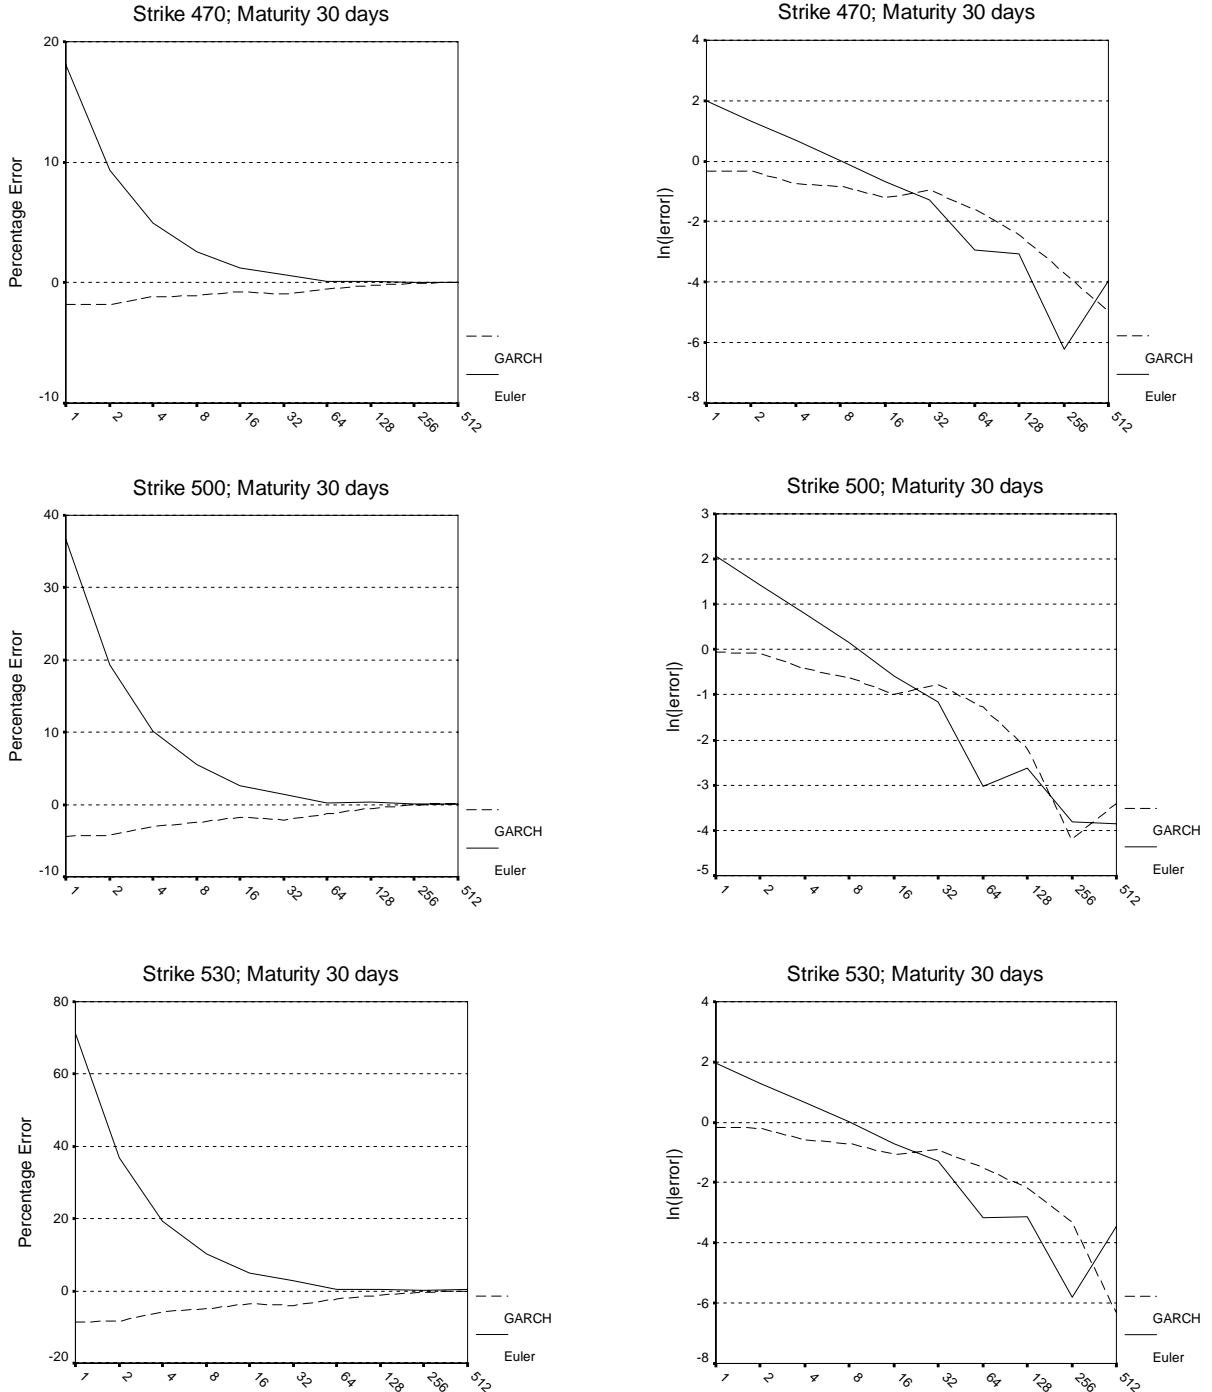 Strike 470; Maturity 30 days
Percentage Error
20
10
0
-10
1 2 4 8 16 32 64 128 256 512
GARCH
Euler
Strike 470; Maturity 30 days
ln(|error|)
4
2
0
-2
-4
-6
-8
1 2 4 8 16 32 64 128 256 512
GARCH
Euler
Strike 500; Maturity 30 days
Percentage Error
40
30
20
10
0
-10
1 2 4 8 16 32 64 128 256 512
GARCH
Euler
Strike 500; Maturity 30 days
ln(|error|)
3
2
1
0
-1
-2
-3
-4
-5
1 2 4 8 16 32 64 128 256 512
GARCH
Euler
Strike 530; Maturity 30 days
Percentage Error
80
60
40
20
0
-20
1 2 4 8 16 32 64 128 256 512
GARCH
Euler
Strike 530; Maturity 30 days
ln(|error|)
4
2
0
-2
-4
-6
-8
1 2 4 8 16 32 64 128 256 512
GARCH
Euler